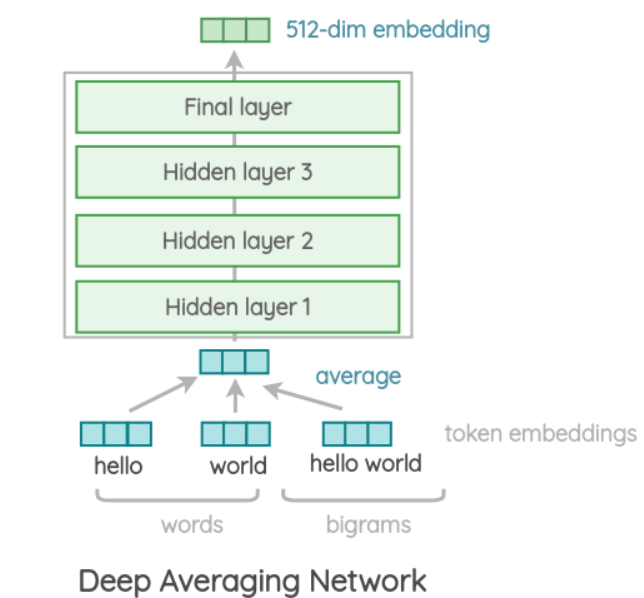 512-dim embedding
Final layer
Hidden layer 3
Hidden layer 2
Hidden layer 1
average
token embeddings
hello world hello world
words bigrams
Deep Averaging Network